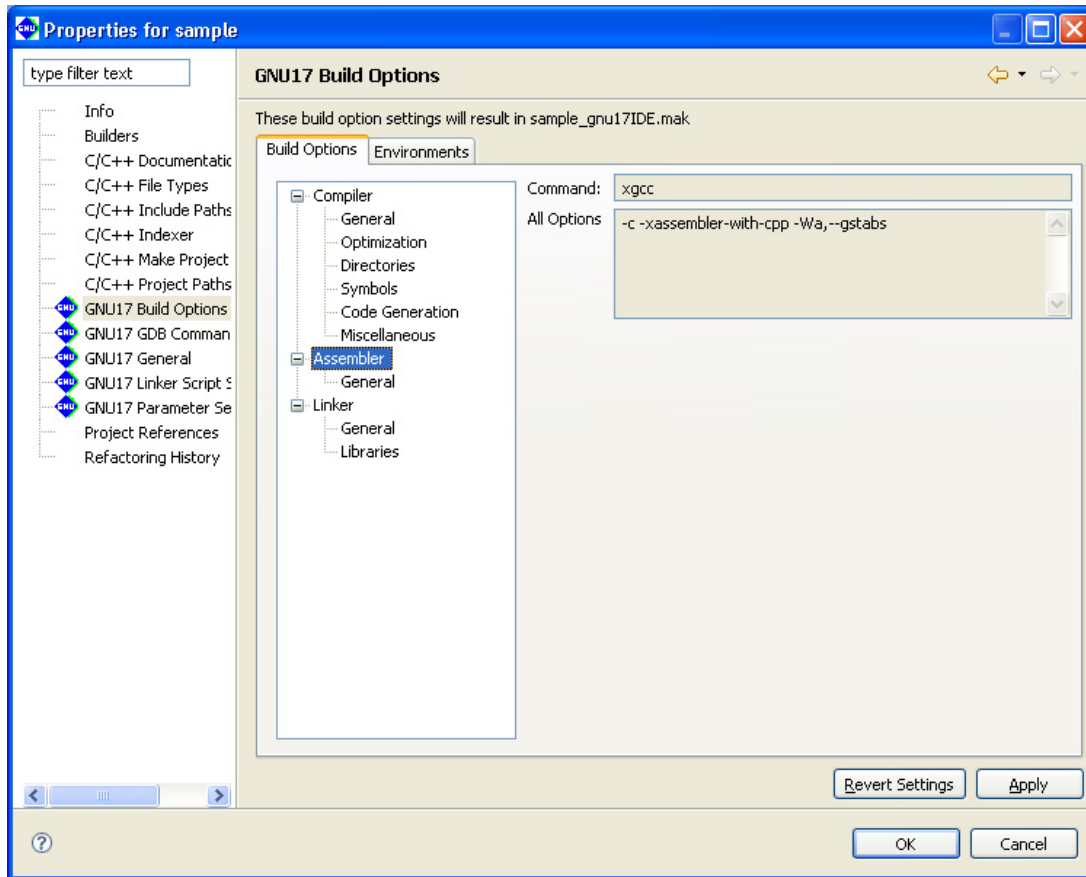 Properties for sample
type filter text
Info
Builders
C/C++ Documentatic
C/C++ File Types
C/C++ Include Paths
C/C++ Indexer
C/C++ Make Project
C/C++ Project Paths
GNU17 Build Options
GNU17 GDB Comman
GNU17 General
GNU17 Linker Script S
GNU17 Parameter Se
Project References
Refactoring History
GNU17 Build Options
These build option settings will result in sample_gnu17IDE.mak
Build Options Environments
Compiler
General
Optimization
Directories
Symbols
Code Generation
Miscellaneous
Assembler
General
Linker
General
Libraries
Command: xgcc
All Options -c -xassembler-with-cpp -Wa,--gstabs
Revert Settings Apply
OK Cancel